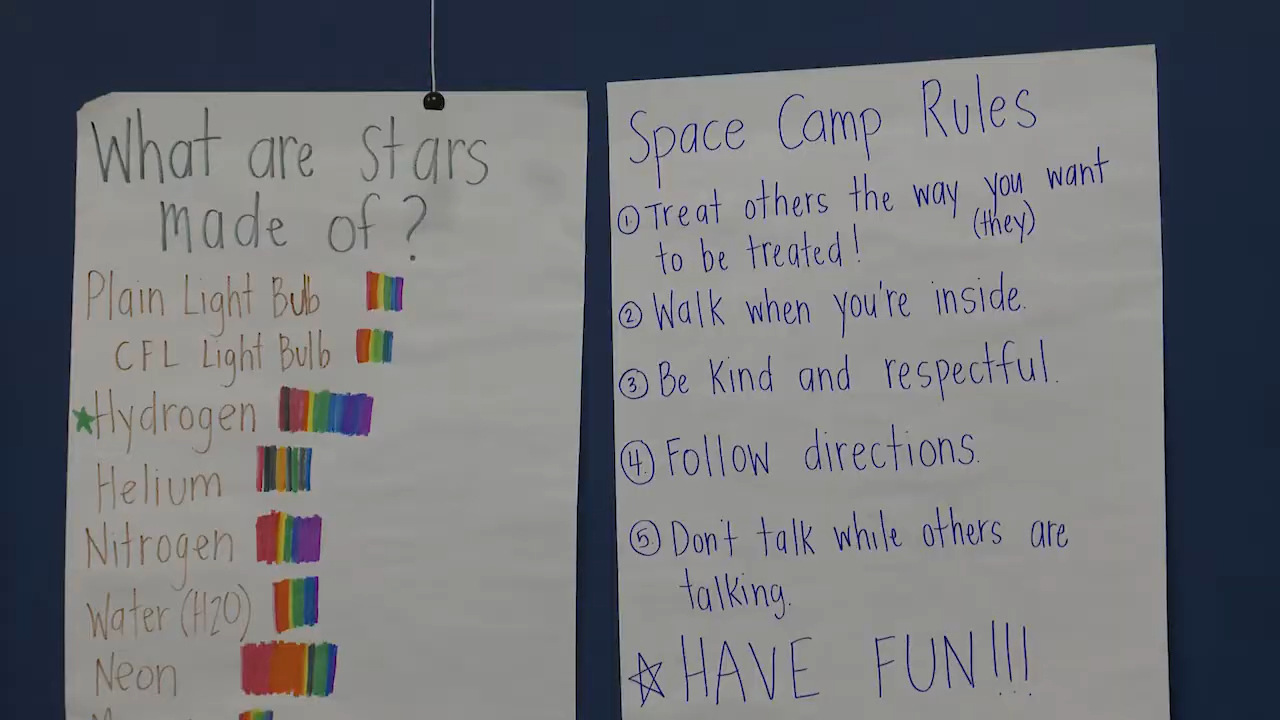 What are Stars
made of?
Plain Light Bulb
CFL Light Bulb
Hydrogen
Helium
Nitrogen
Water (H2O)
Neon
Space Camp Rules
1. Treat others the way you want
(they)
to be treated!
2 Walk when you're inside.
3 Be Kind and respectful.
4. Follow directions.
5 Don't talk while others are
talking.
HAVE FUN!!!